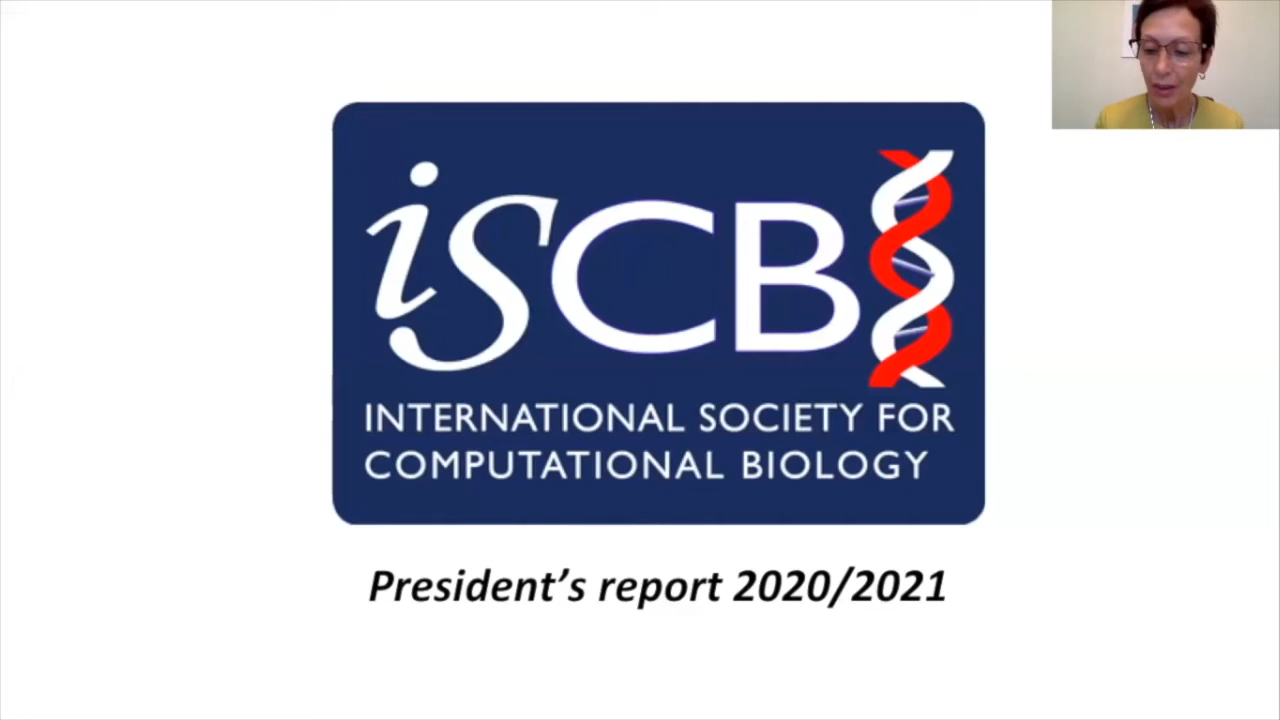 iSCB
INTERNATIONAL SOCIETY FOR
COMPUTATIONAL BIOLOGY
President's report 2020/2021